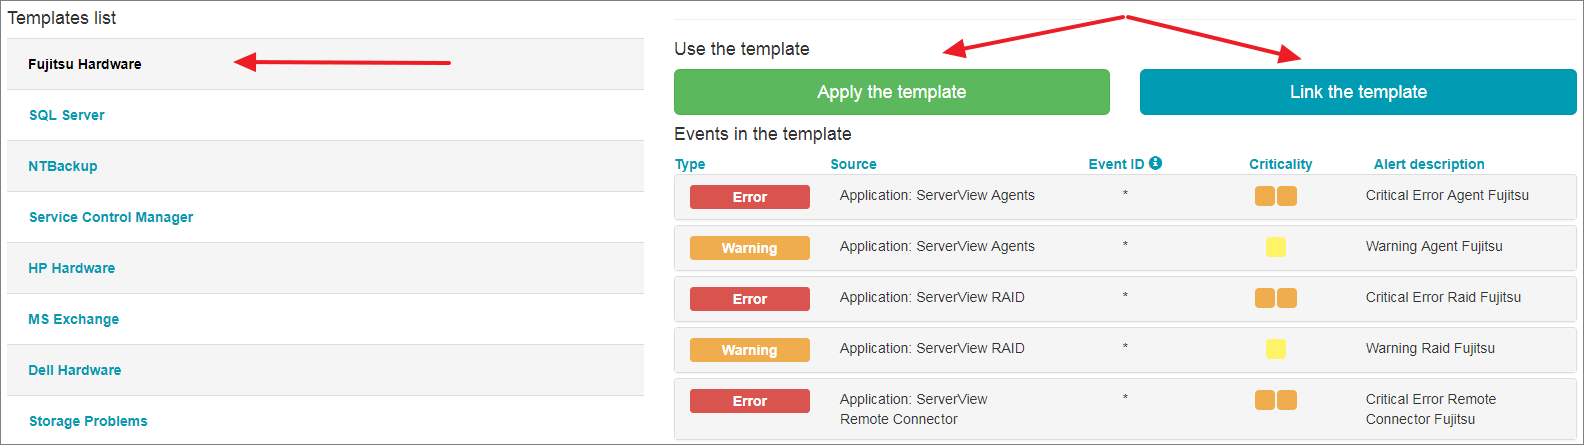 Templates list
Fujitsu Hardware
SQL Server
NTBackup
Service Control Manager
HP Hardware
MS Exchange
Dell Hardware
Storage Problems
Use the template
Apply the template Link the template
Events in the template
Type Source Event ID Criticality Alert description
Error Application: ServerView Agents * Critical Error Agent Fujitsu
Warning Application: ServerView Agents * Warning Agent Fujitsu
Error Application: ServerView RAID * Critical Error Raid Fujitsu
Warning Application: ServerView RAID * Warning Raid Fujitsu
Error Application: ServerView * Critical Error Remote
Remote Connector Connector Fujitsu